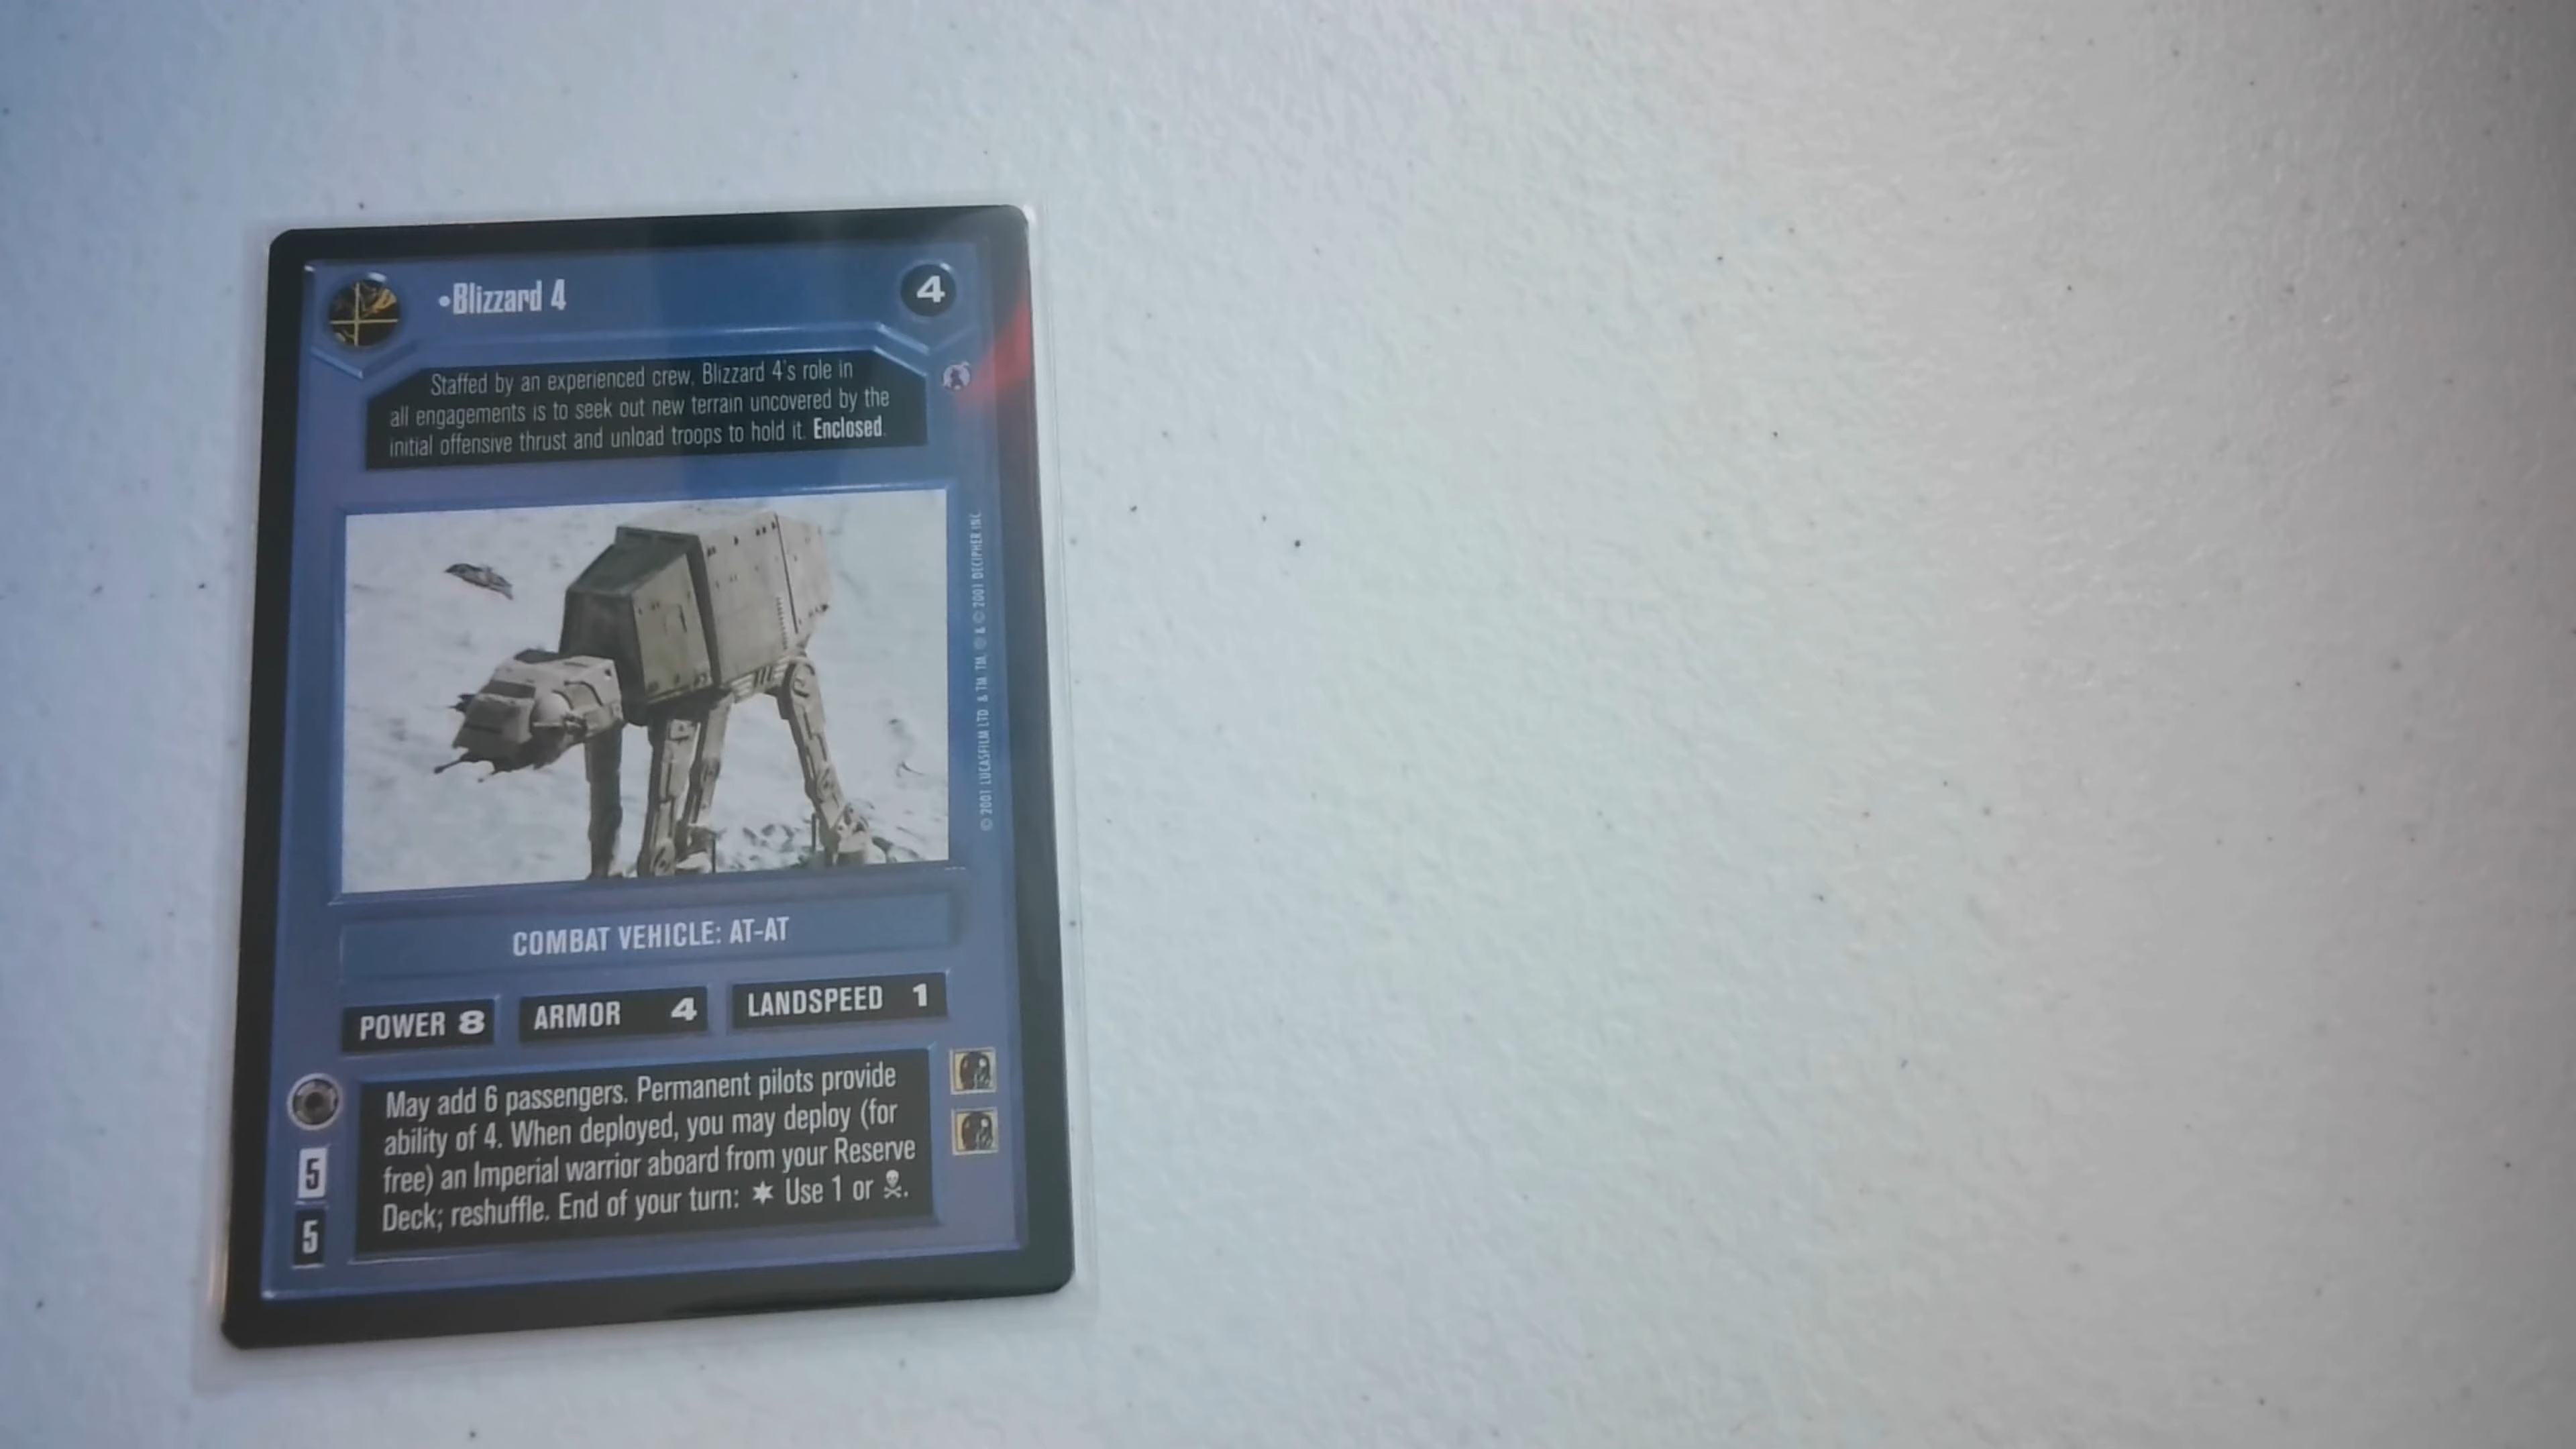 •Blizzard 4
4
Staffed by an experienced crew, Blizzard 4's role in
all engagements is to seek out new terrain uncovered by the
initial offensive thrust and unload troops to hold it. Enclosed.
© 2001 LUCASFILM LTD. & TM. TM, ® & © 2001 DECIPHER INC.
COMBAT VEHICLE: AT-AT
POWER 8 ARMOR 4 LANDSPEED 1
May add 6 passengers. Permanent pilots provide
ability of 4. When deployed, you may deploy (for
free) an Imperial warrior aboard from your Reserve
Deck; reshuffle. End of your turn: ✶ Use 1 or ☠.
5
5